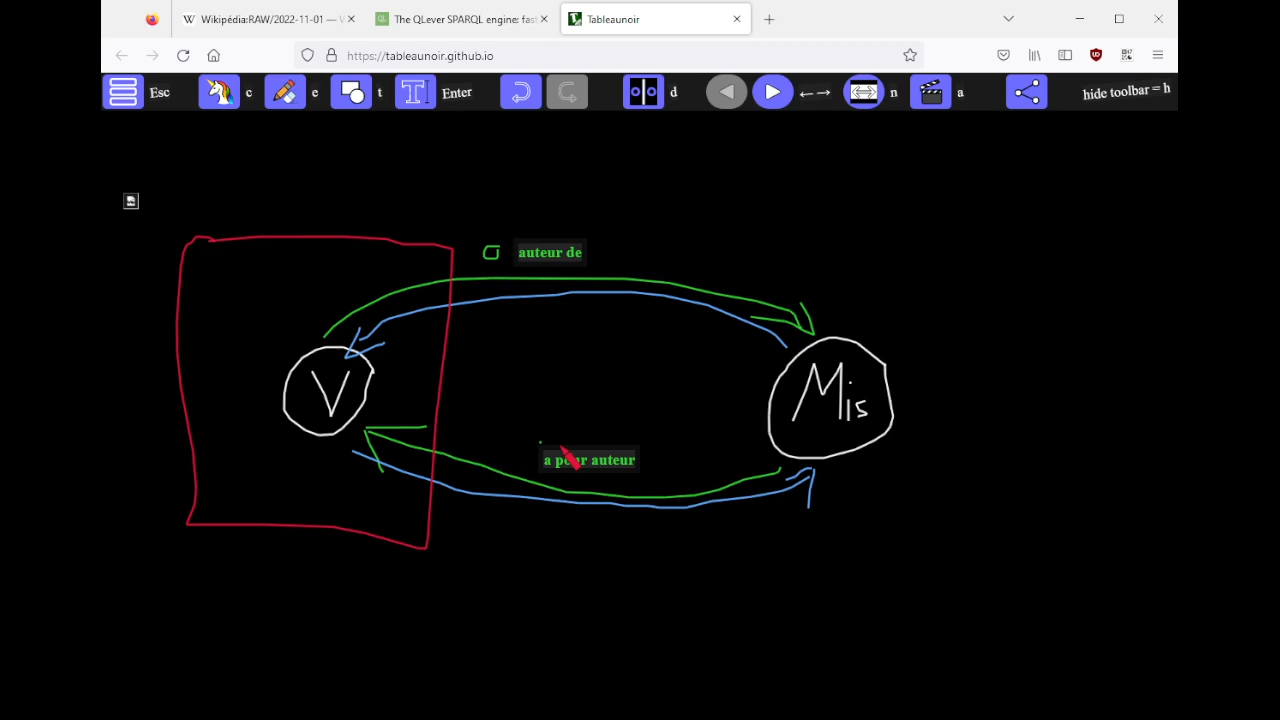 Wikipédia:RAW/2022-11-01 —
The QLever SPARQL engine: fast
Tableaunoir
https://tableaunoir.github.io
Esc
c
e
t
T
Enter
d
←→
n
a
hide toolbar = h
auteur de
V
Mis
a pour auteur